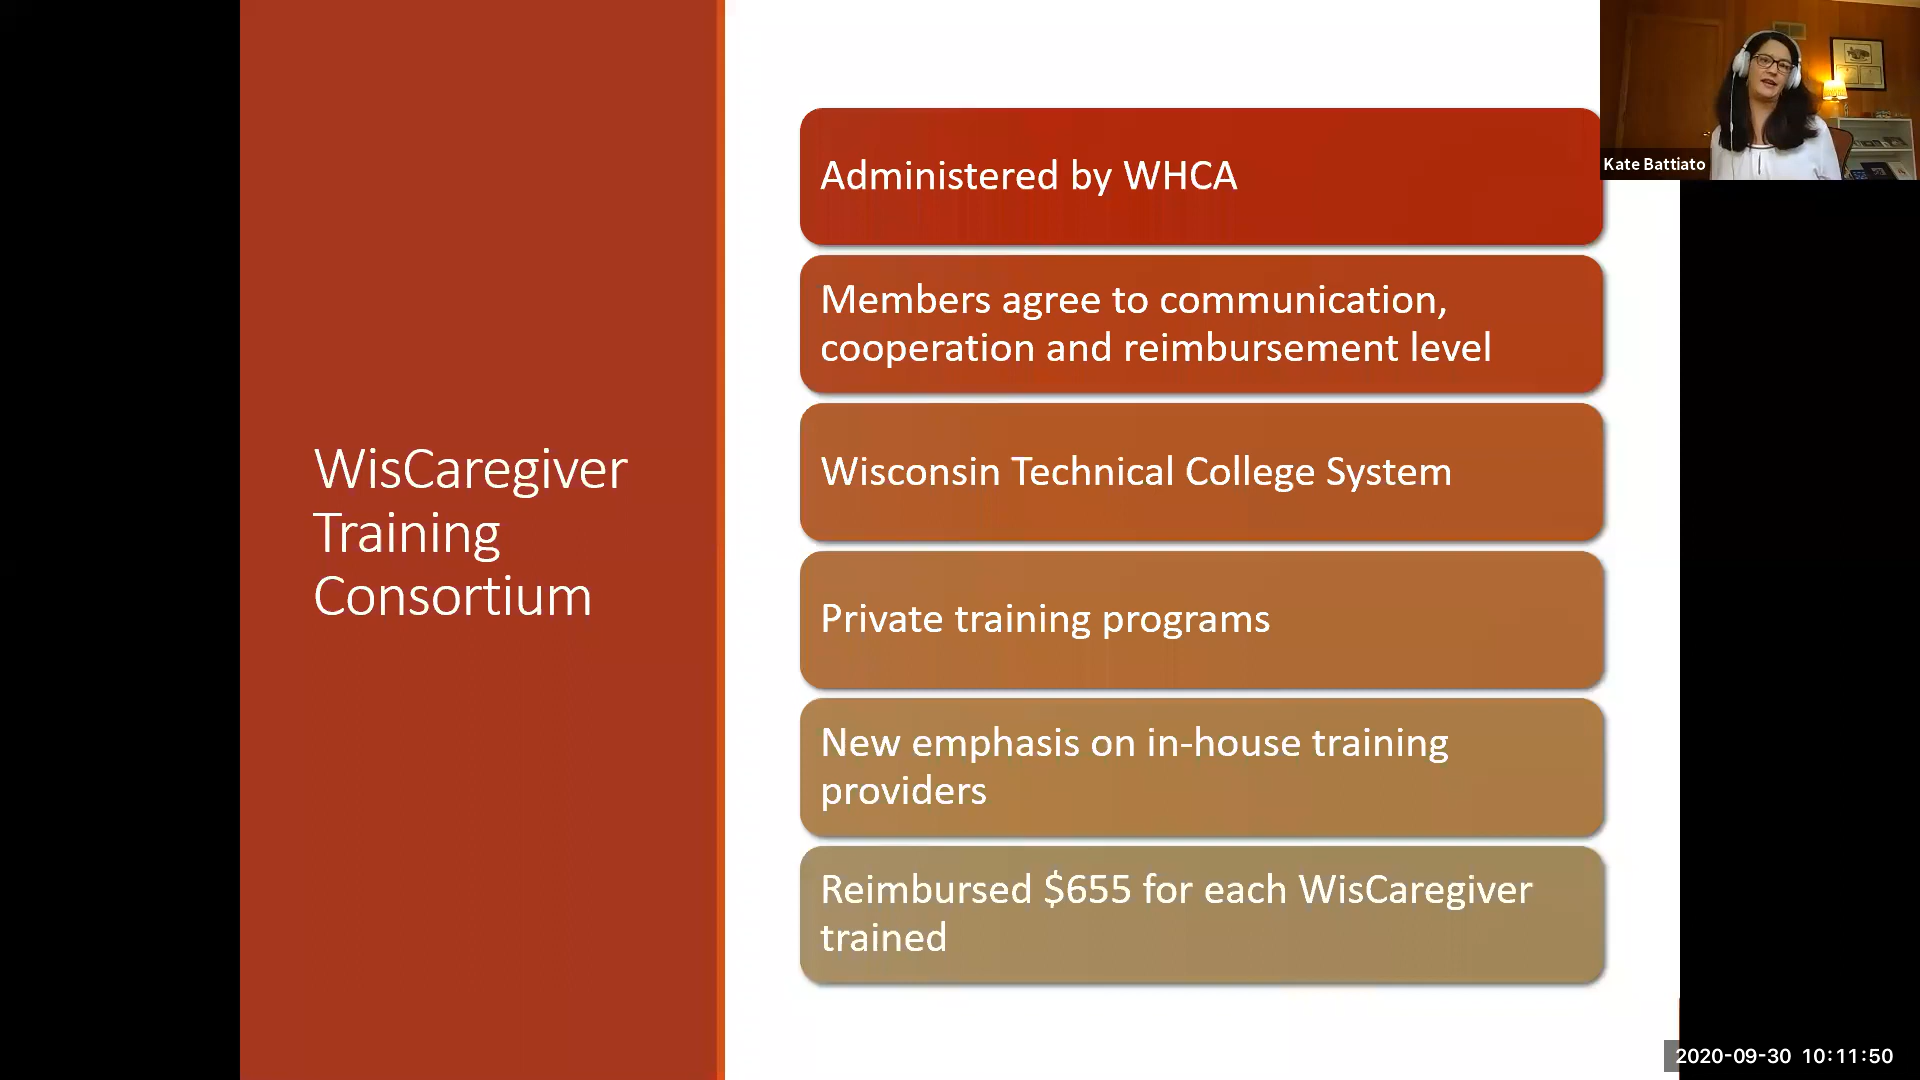 WisCaregiver
Training
Consortium
Administered by WHCA
Members agree to communication,
cooperation and reimbursement level
Wisconsin Technical College System
Private training programs
New emphasis on in-house training
providers
Reimbursed $655 for each WisCaregiver
trained
Kate Battiato
2020-09-30 10:11:50